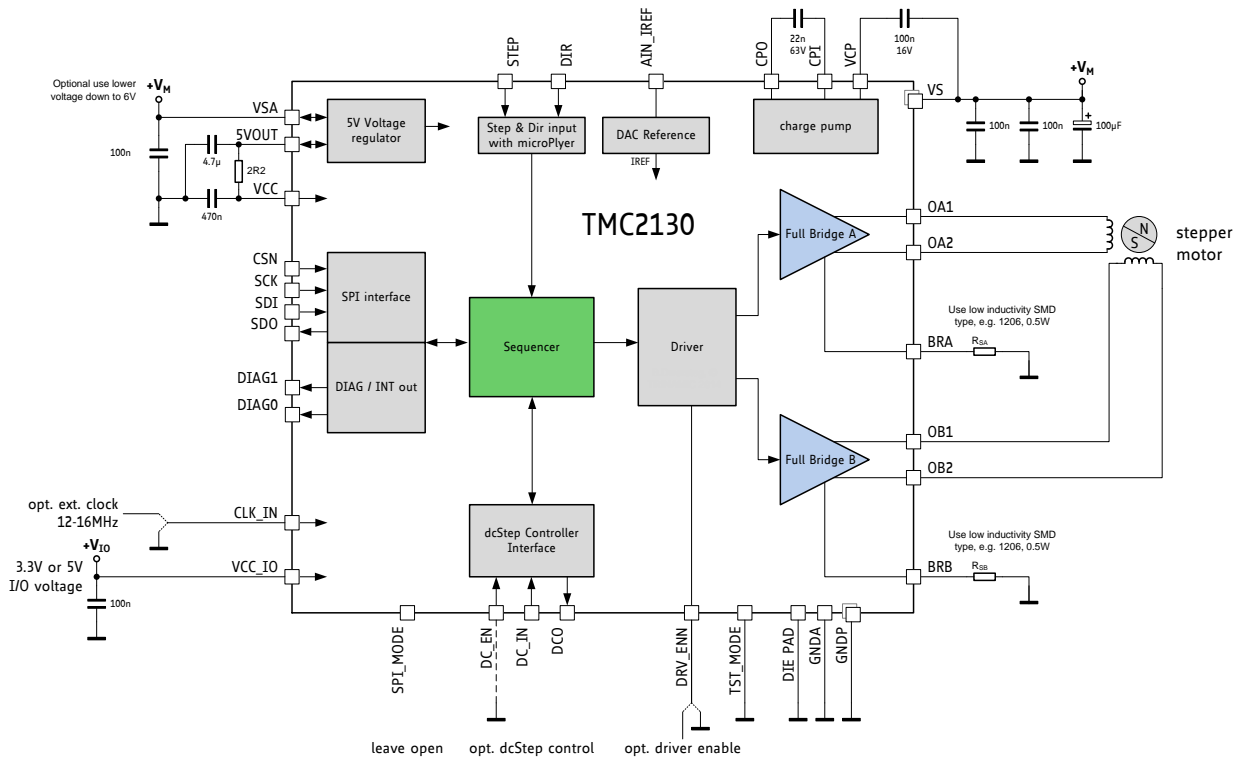 STEP
DIR
AIN_IREF
CPO
22n
63V
CPI
VCP
100n
16V
+VM
VS
100n
100n
+
100µF
Optional use lower
voltage down to 6V
+VM
VSA
5VOUT
100n
4.7µ
2R2
VCC
470n
5V Voltage
regulator
Step & Dir input
with microPlyer
DAC Reference
IREF
charge pump
TMC2130
CSN
SCK
SDI
SDO
SPI interface
DIAG1
DIAG0
DIAG / INT out
Sequencer
Driver
Full Bridge A
OA1
OA2
N
S
stepper
motor
Use low inductivity SMD
type, e.g. 1206, 0.5W
BRA
RSA
Full Bridge B
OB1
OB2
Use low inductivity SMD
type, e.g. 1206, 0.5W
BRB
RSB
opt. ext. clock
12-16MHz
CLK_IN
+VIO
3.3V or 5V
I/O voltage
VCC_IO
100n
dcStep Controller
Interface
SPI_MODE
DC_EN
DC_IN
DCO
DRV_ENN
TST_MODE
DIE PAD
GNDA
GNDP
leave open
opt. dcStep control
opt. driver enable